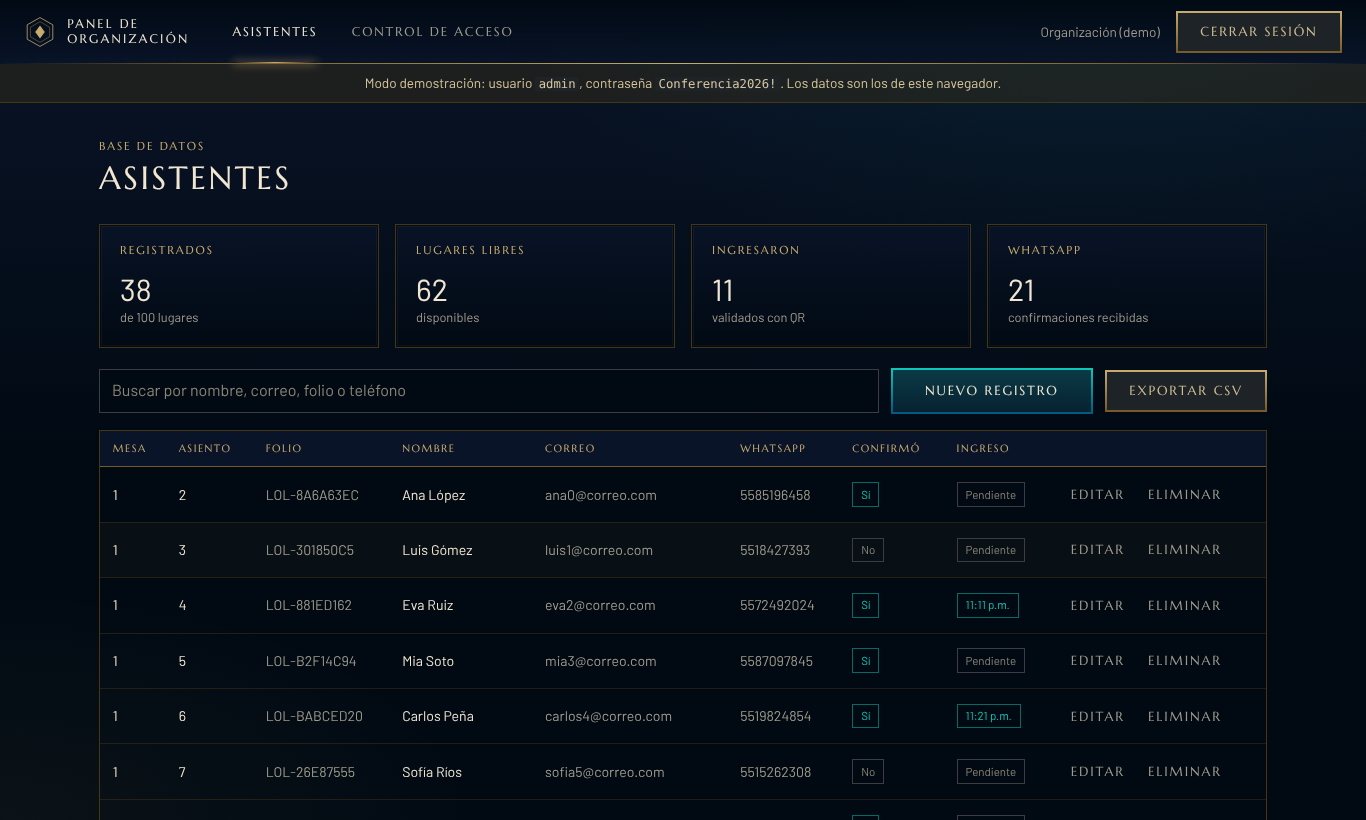 PANEL DE
ORGANIZACIÓN
ASISTENTES
CONTROL DE ACCESO
Organización (demo)
CERRAR SESIÓN
Modo demostración: usuario admin, contraseña Conferencia2026! . Los datos son los de este navegador.
BASE DE DATOS
ASISTENTES
REGISTRADOS
38
de 100 lugares
LUGARES LIBRES
62
disponibles
INGRESARON
11
validados con QR
WHATSAPP
21
confirmaciones recibidas
Buscar por nombre, correo, folio o teléfono
NUEVO REGISTRO
EXPORTAR CSV
MESA ASIENTO FOLIO NOMBRE CORREO WHATSAPP CONFIRMÓ INGRESO
1 2 LOL-8A6A63EC Ana López ana0@correo.com 5585196458 Sí Pendiente EDITAR ELIMINAR
1 3 LOL-301850C5 Luis Gómez luis1@correo.com 5518427393 No Pendiente EDITAR ELIMINAR
1 4 LOL-881ED162 Eva Ruiz eva2@correo.com 5572492024 Sí 11:11 p.m. EDITAR ELIMINAR
1 5 LOL-B2F14C94 Mia Soto mia3@correo.com 5587097845 Sí Pendiente EDITAR ELIMINAR
1 6 LOL-BABCED20 Carlos Peña carlos4@correo.com 5519824854 Sí 11:21 p.m. EDITAR ELIMINAR
1 7 LOL-26E87555 Sofía Ríos sofia5@correo.com 5515262308 No Pendiente EDITAR ELIMINAR